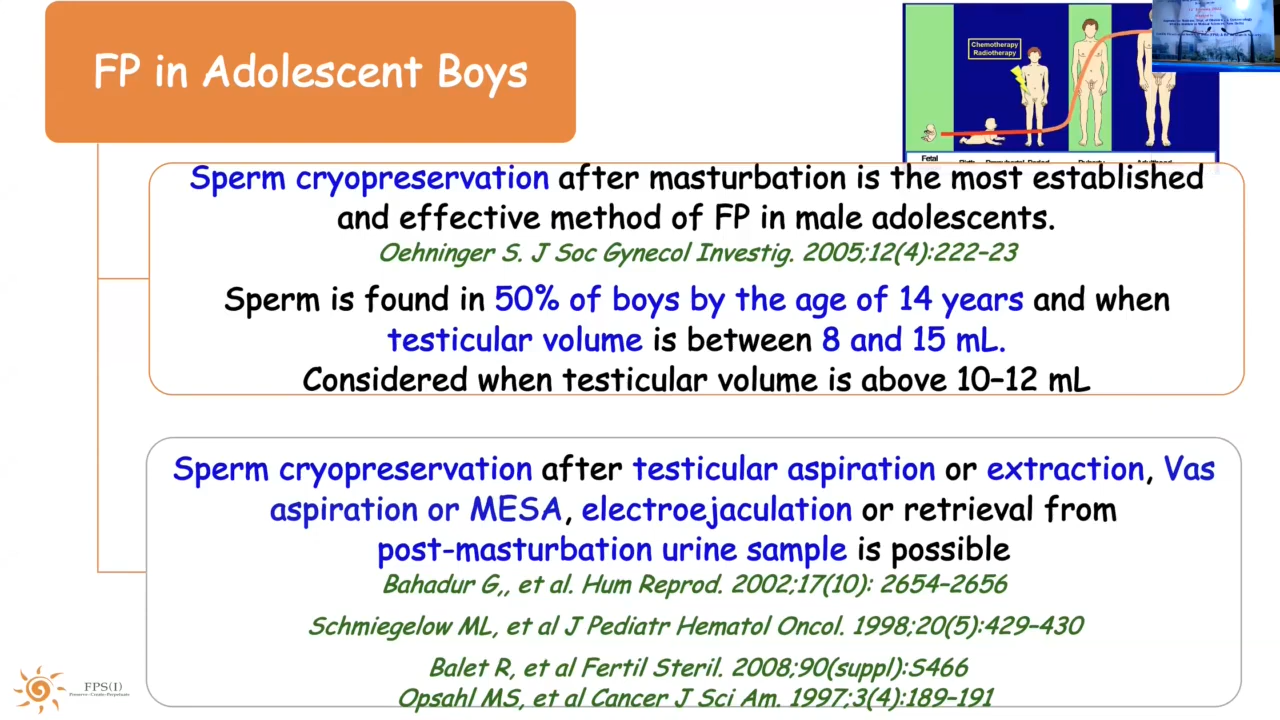 FP in Adolescent Boys
Chemotherapy
Radiotherapy
Fetal
Sperm cryopreservation after masturbation is the most established
and effective method of FP in male adolescents.
Oehninger S. J Soc Gynecol Investig. 2005;12(4):222–23
Sperm is found in 50% of boys by the age of 14 years and when
testicular volume is between 8 and 15 mL.
Considered when testicular volume is above 10–12 mL
Sperm cryopreservation after testicular aspiration or extraction, Vas
aspiration or MESA, electroejaculation or retrieval from
post-masturbation urine sample is possible
Bahadur G,, et al. Hum Reprod. 2002;17(10): 2654–2656
Schmiegelow ML, et al J Pediatr Hematol Oncol. 1998;20(5):429–430
Balet R, et al Fertil Steril. 2008;90(suppl):S466
Opsahl MS, et al Cancer J Sci Am. 1997;3(4):189–191
FPS(I)
Preserve-Create-Perpetuate